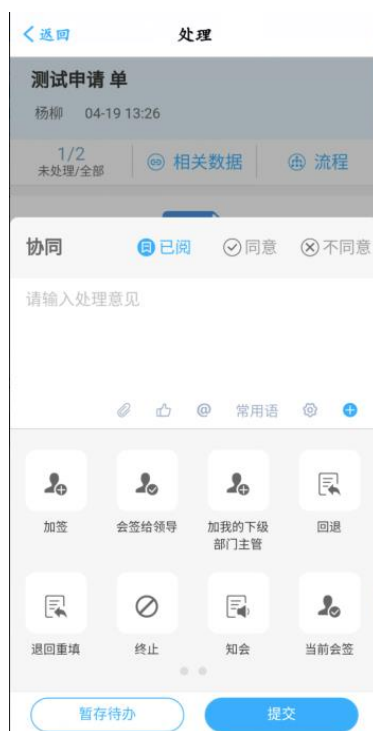 返回
处理
测试申请 单
杨柳 04-19 13:26
1/2
未处理/全部
相关数据
流程
协同
已阅
同意
不同意
请输入处理意见
@
常用语
加签
会签给领导
加我的下级
部门主管
回退
退回重填
终止
知会
当前会签
暂存待办
提交